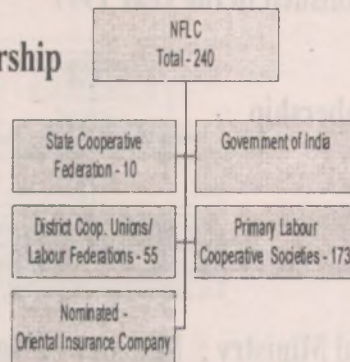 rship
NFLC
Total - 240
State Cooperative
Federation - 10
Government of India
District Coop. Unions/
Labour Federations - 55
Primary Labour
Cooperative Societies - 173
Nominated -
Oriental Insurance Company